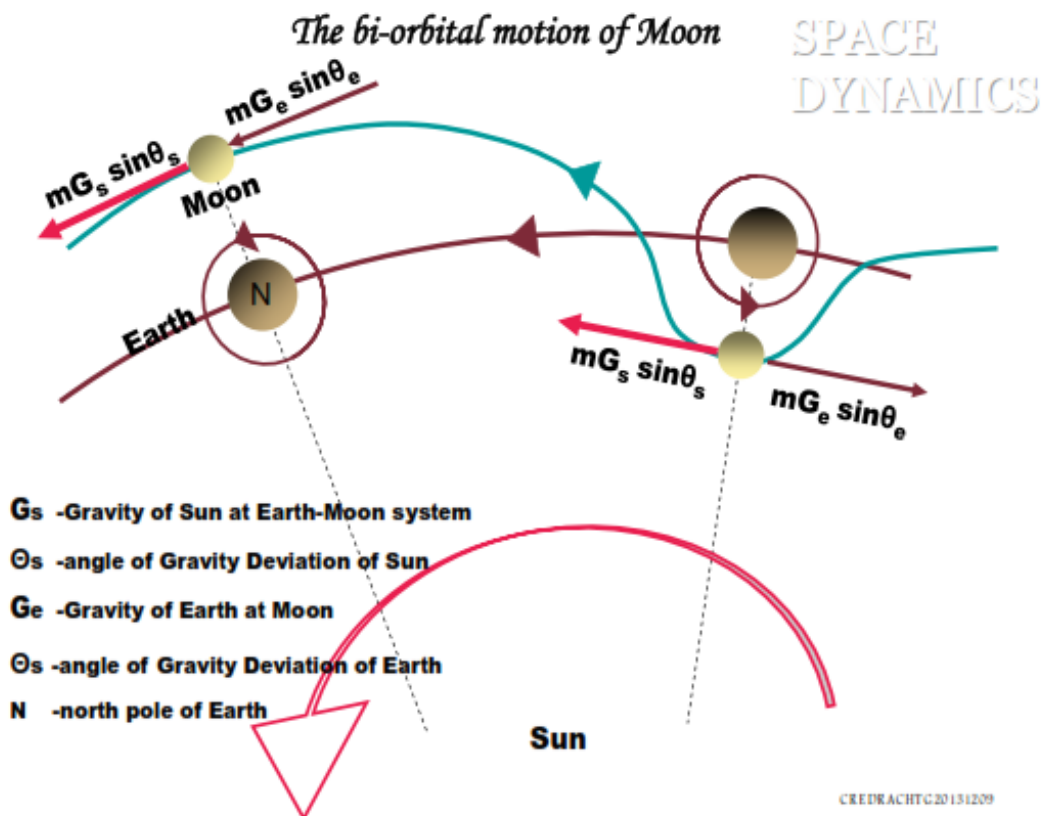 The bi-orbital motion of Moon
SPACE
DYNAMICS
mGe sinθe
mGs sinθs
Moon
N
Earth
mGs sinθs
mGe sinθe
Gs -Gravity of Sun at Earth-Moon system
Θs -angle of Gravity Deviation of Sun
Ge -Gravity of Earth at Moon
Θs -angle of Gravity Deviation of Earth
N -north pole of Earth
Sun
CREDRACHTG20131209